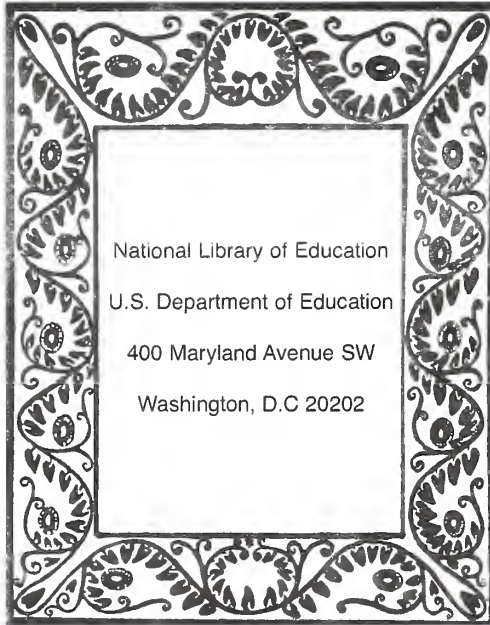 National Library of Education
U.S. Department of Education
400 Maryland Avenue SW
Washington, D.C 20202